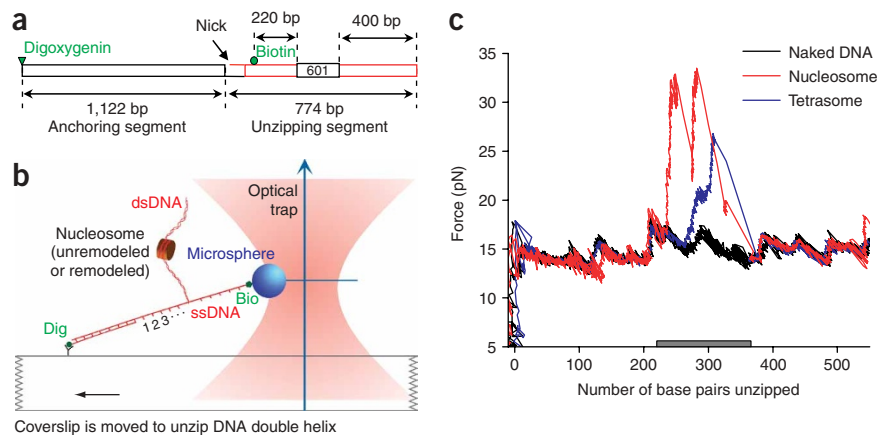 a
220 bp
400 bp
Nick
Digoxygenin
Biotin
601
1,122 bp
774 bp
Anchoring segment
Unzipping segment
b
Optical
trap
dsDNA
Nucleosome
(unremodeled
or remodeled)
Microsphere
Bio
ssDNA
123...
Dig
Coverslip is moved to unzip DNA double helix
c
Naked DNA
Nucleosome
Tetrasome
Force (pN)
35
30
25
20
15
10
5
0
100
200
300
400
500
Number of base pairs unzipped